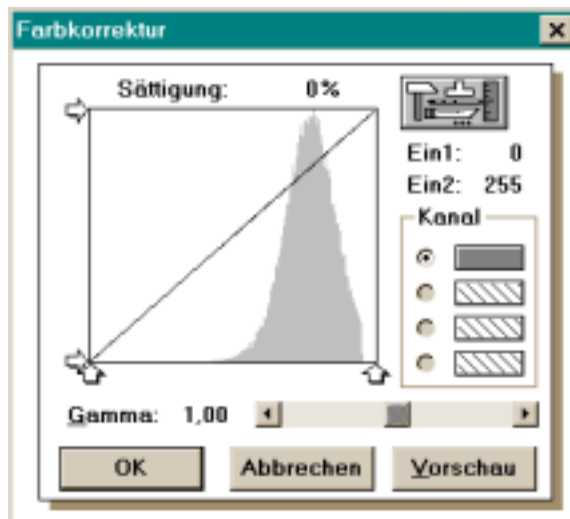 Farbkorrektur
Sättigung: 0%
Ein1: 0
Ein2: 255
Kanal
Gamma: 1,00
OK Abbrechen Vorschau